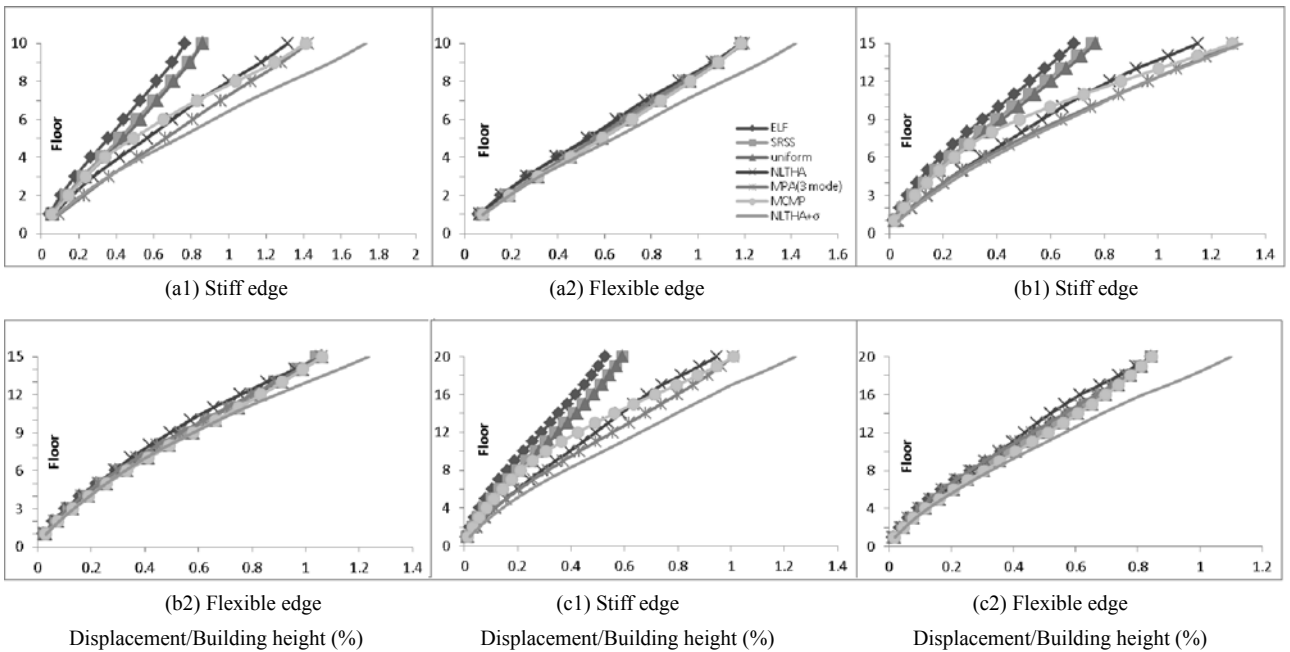 10
8
6
4
2
0
Floor
0 0.2 0.4 0.6 0.8 1 1.2 1.4 1.6 1.8 2
(a1) Stiff edge
10
8
6
4
2
0
Floor
0 0.2 0.4 0.6 0.8 1 1.2 1.4 1.6
ELF
SRSS
uniform
NLTHA
MPA(3 mode)
MCMP
NLTHA+σ
(a2) Flexible edge
15
12
9
6
3
0
Floor
0 0.2 0.4 0.6 0.8 1 1.2 1.4
(b1) Stiff edge
15
12
9
6
3
0
Floor
0 0.2 0.4 0.6 0.8 1 1.2 1.4
(b2) Flexible edge
Displacement/Building height (%)
20
16
12
8
4
0
Floor
0 0.2 0.4 0.6 0.8 1 1.2 1.4
(c1) Stiff edge
Displacement/Building height (%)
20
16
12
8
4
0
Floor
0 0.2 0.4 0.6 0.8 1 1.2
(c2) Flexible edge
Displacement/Building height (%)